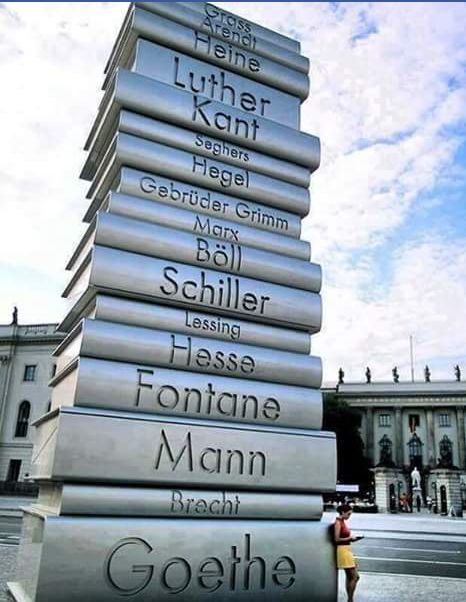 Grass
Arendt
Heine
Luther
Kant
Seghers
Hegel
Gebrüder Grimm
Marx
Böll
Schiller
Lessing
Hesse
Fontane
Mann
Brecht
Goethe